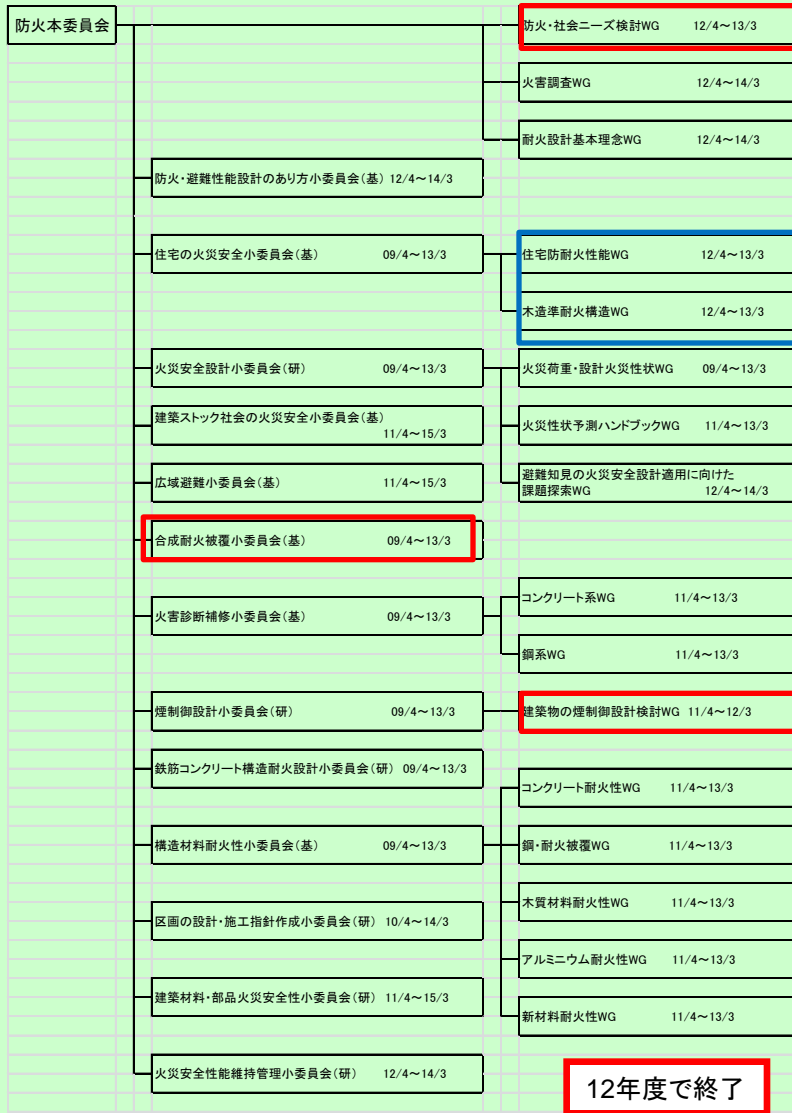 防火本委員会
防火・社会ニーズ検討WG 12/4～13/3
火害調査WG 12/4～14/3
耐火設計基本理念WG 12/4～14/3
防火・避難性能設計のあり方小委員会(基) 12/4～14/3
住宅の火災安全小委員会(基) 09/4～13/3
住宅防耐火性能WG 12/4～13/3
木造準耐火構造WG 12/4～13/3
火災安全設計小委員会(研) 09/4～13/3
火災荷重・設計火災性状WG 09/4～13/3
建築ストック社会の火災安全小委員会(基)
11/4～15/3
火災性状予測ハンドブックWG 11/4～13/3
広域避難小委員会(基) 11/4～15/3
避難知見の火災安全設計適用に向けた
課題探索WG 12/4～14/3
合成耐火被覆小委員会(基) 09/4～13/3
火害診断補修小委員会(基) 09/4～13/3
コンクリート系WG 11/4～13/3
鋼系WG 11/4～13/3
煙制御設計小委員会(研) 09/4～13/3
建築物の煙制御設計検討WG 11/4～12/3
鉄筋コンクリート構造耐火設計小委員会(研) 09/4～13/3
構造材料耐火性小委員会(基) 09/4～13/3
コンクリート耐火性WG 11/4～13/3
鋼・耐火被覆WG 11/4～13/3
木質材料耐火性WG 11/4～13/3
アルミニウム耐火性WG 11/4～13/3
新材料耐火性WG 11/4～13/3
区画の設計・施工指針作成小委員会(研) 10/4～14/3
建築材料・部品火災安全性小委員会(研) 11/4～15/3
火災安全性能維持管理小委員会(研) 12/4～14/3
12年度で終了